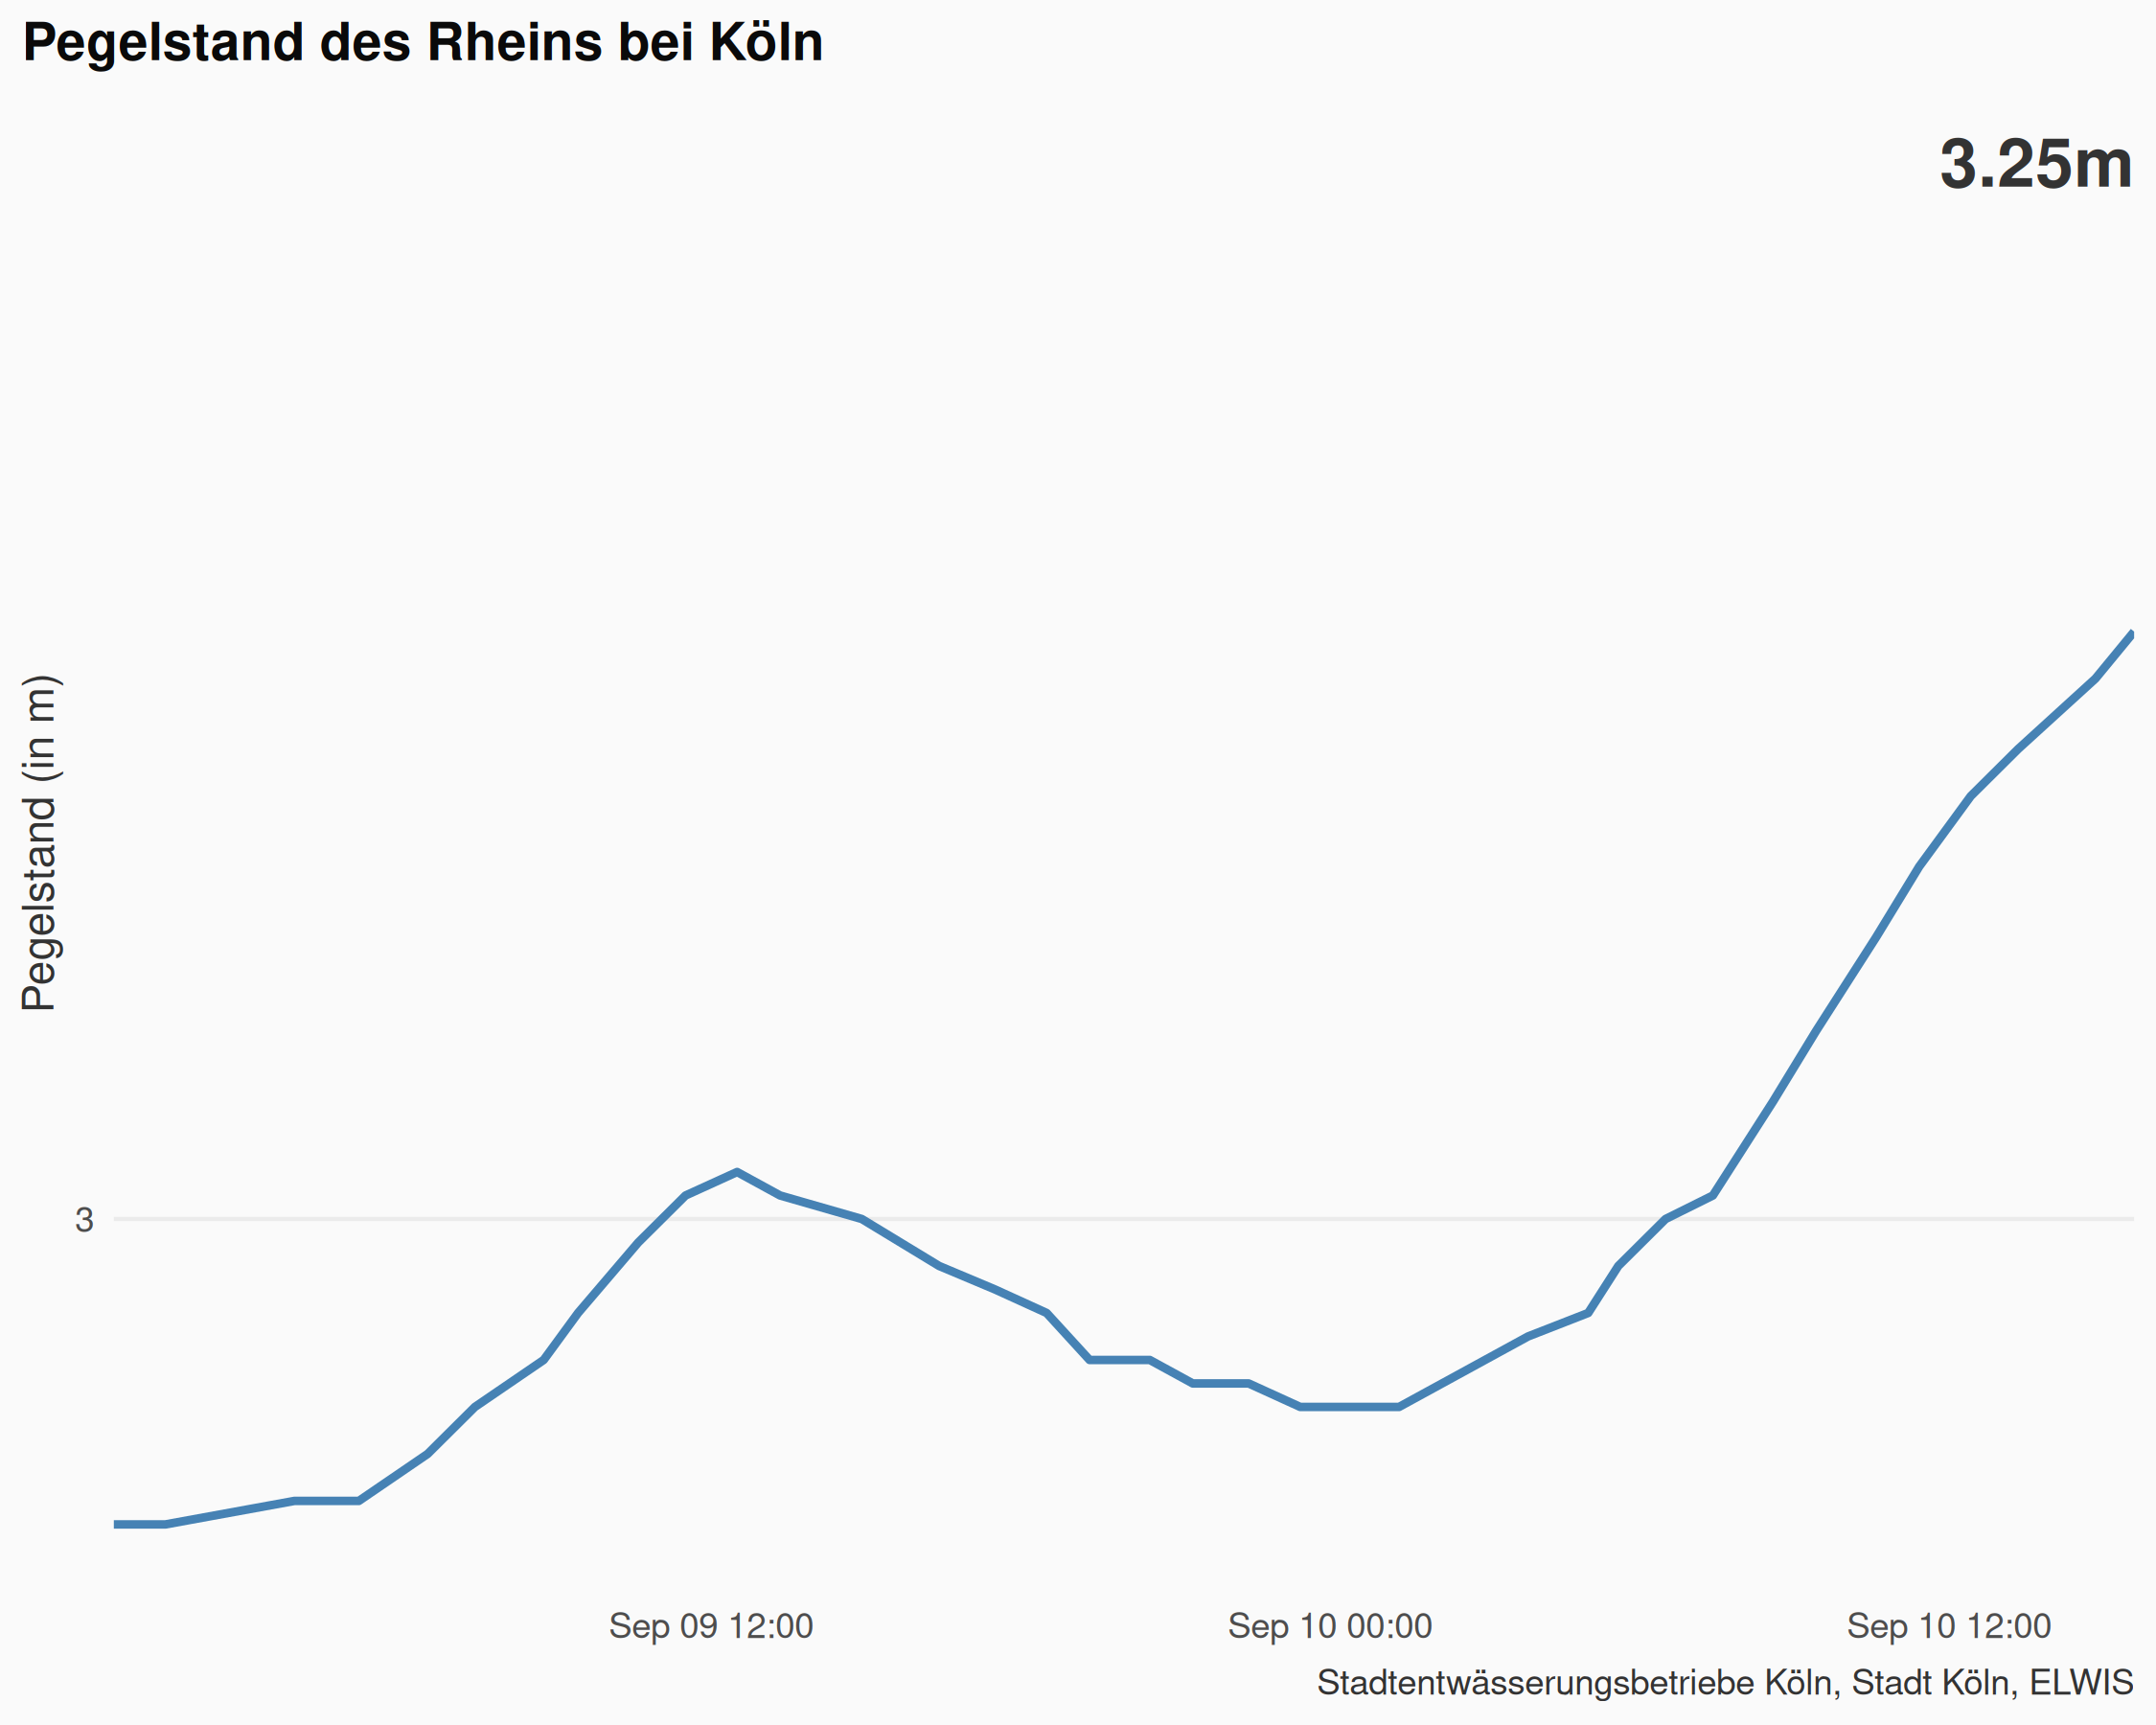 Pegelstand des Rheins bei Köln
3.25m
Pegelstand (in m)
3
Sep 09 12:00
Sep 10 00:00
Sep 10 12:00
Stadtentwässerungsbetriebe Köln, Stadt Köln, ELWIS